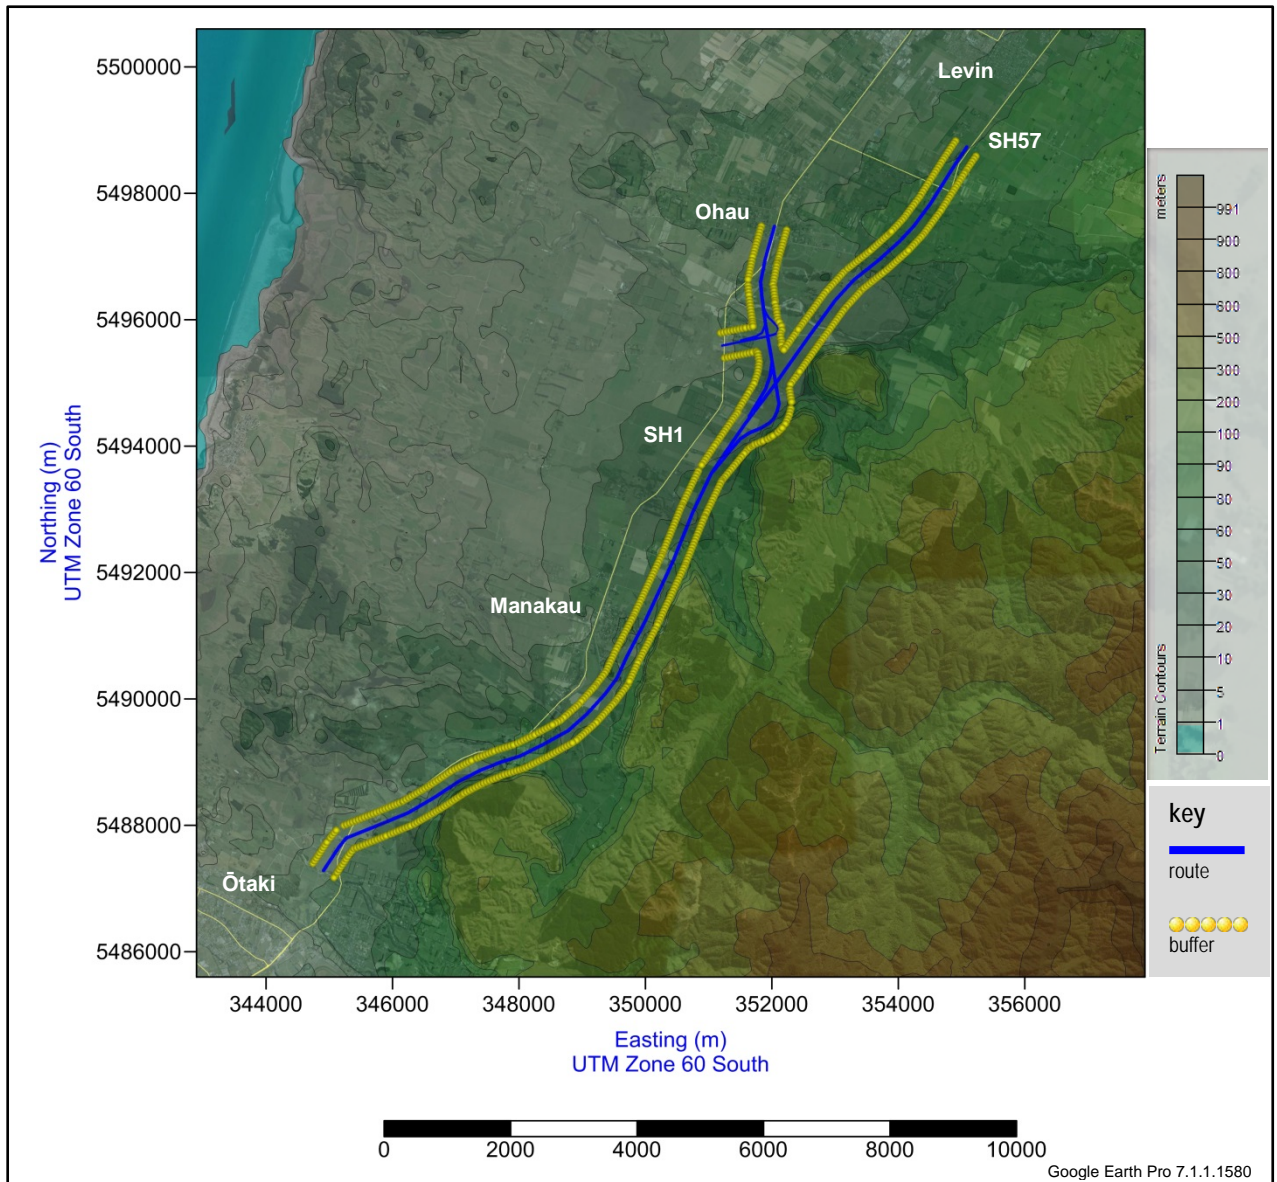 5500000
5498000
5496000
5494000
5492000
5490000
5488000
5486000
Northing (m)
UTM Zone 60 South
Levin
SH57
Ohau
SH1
Manakau
Ōtaki
344000
346000
348000
350000
352000
354000
356000
Easting (m)
UTM Zone 60 South
meters
991
900
800
600
500
300
200
100
90
80
60
50
30
20
10
5
1
0
Terrain Contours
key
route
buffer
0
2000
4000
6000
8000
10000
Google Earth Pro 7.1.1.1580